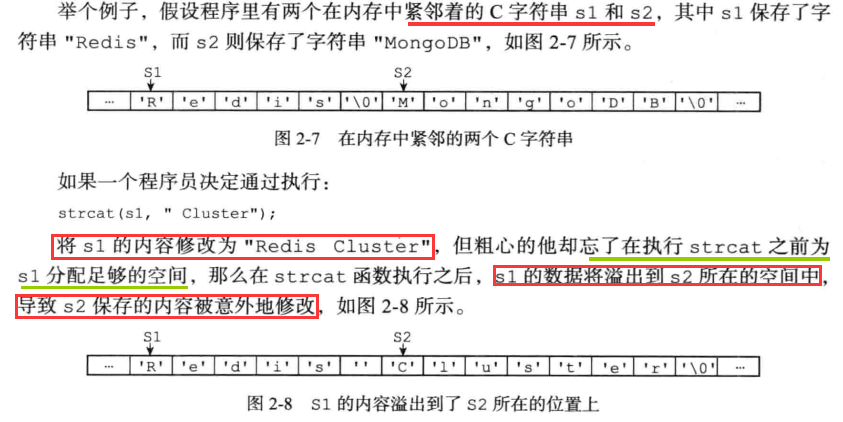 举个例子，假设程序里有两个在内存中紧邻着的 C 字符串 s1 和 s2，其中 s1 保存了字
符串 "Redis"，而 s2 则保存了字符串 "MongoDB"，如图 2-7 所示。
S1 S2
… 'R' 'e' 'd' 'i' 's' '\0' 'M' 'o' 'n' 'g' 'o' 'D' 'B' '\0' …
图 2-7 在内存中紧邻的两个 C 字符串
如果一个程序员决定通过执行：
strcat(s1, " Cluster");
将 s1 的内容修改为 "Redis Cluster"，但粗心的他却忘了在执行 strcat 之前为
s1 分配足够的空间，那么在 strcat 函数执行之后，s1 的数据将溢出到 s2 所在的空间中，
导致 s2 保存的内容被意外地修改，如图 2-8 所示。
S1 S2
… 'R' 'e' 'd' 'i' 's' ' ' 'C' 'l' 'u' 's' 't' 'e' 'r' '\0' …
图 2-8 S1 的内容溢出到了 S2 所在的位置上